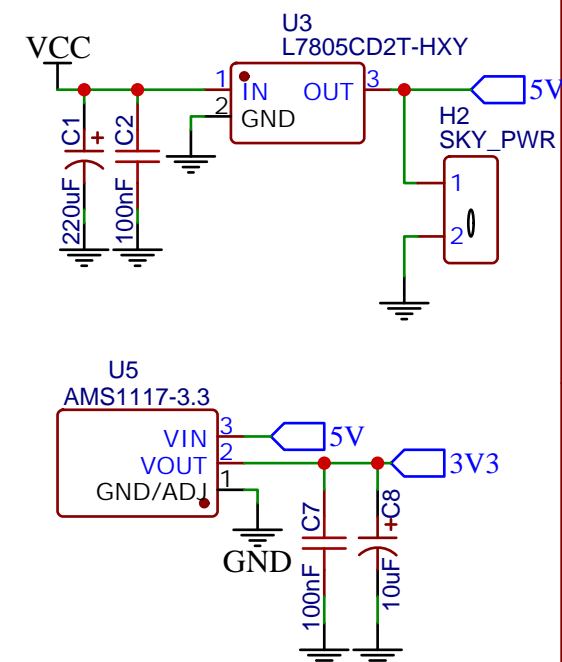 U3
L7805CD2T-HXY
VCC
1
IN
OUT
3
5V
2
GND
H2
SKY_PWR
C1
+
220uF
C2
100nF
1
2
U5
AMS1117-3.3
VIN
3
5V
VOUT
2
3V3
GND/ADJ
1
GND
C7
100nF
+
C8
10uF